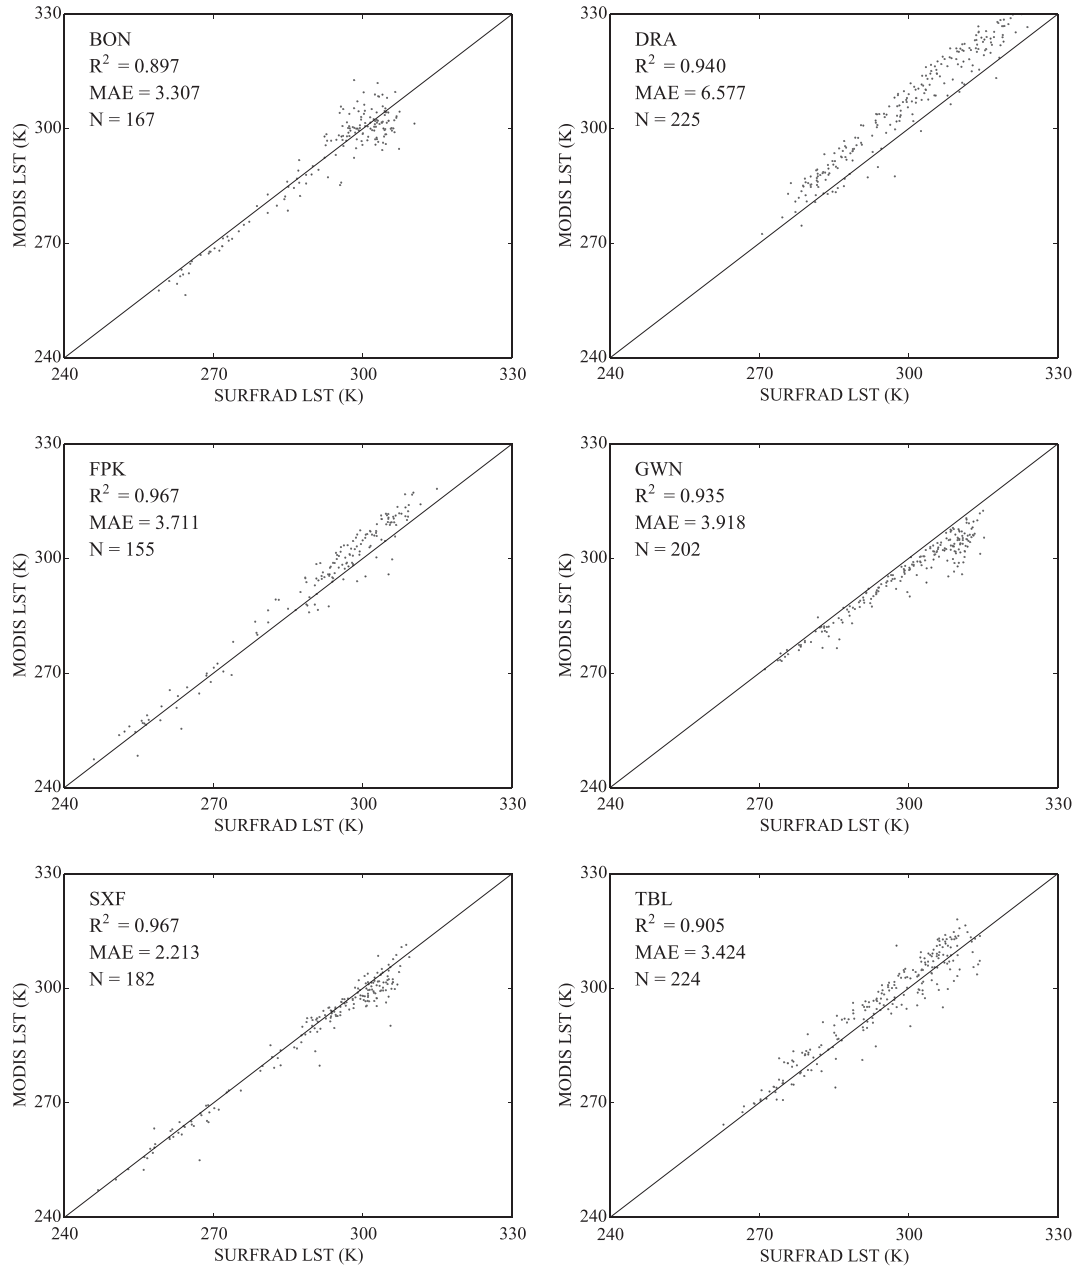 BON
R² = 0.897
MAE = 3.307
N = 167
330
300
270
240
MODIS LST (K)
240 270 300 330
SURFRAD LST (K)
DRA
R² = 0.940
MAE = 6.577
N = 225
330
300
270
240
MODIS LST (K)
240 270 300 330
SURFRAD LST (K)
FPK
R² = 0.967
MAE = 3.711
N = 155
330
300
270
240
MODIS LST (K)
240 270 300 330
SURFRAD LST (K)
GWN
R² = 0.935
MAE = 3.918
N = 202
330
300
270
240
MODIS LST (K)
240 270 300 330
SURFRAD LST (K)
SXF
R² = 0.967
MAE = 2.213
N = 182
330
300
270
240
MODIS LST (K)
240 270 300 330
SURFRAD LST (K)
TBL
R² = 0.905
MAE = 3.424
N = 224
330
300
270
240
MODIS LST (K)
240 270 300 330
SURFRAD LST (K)